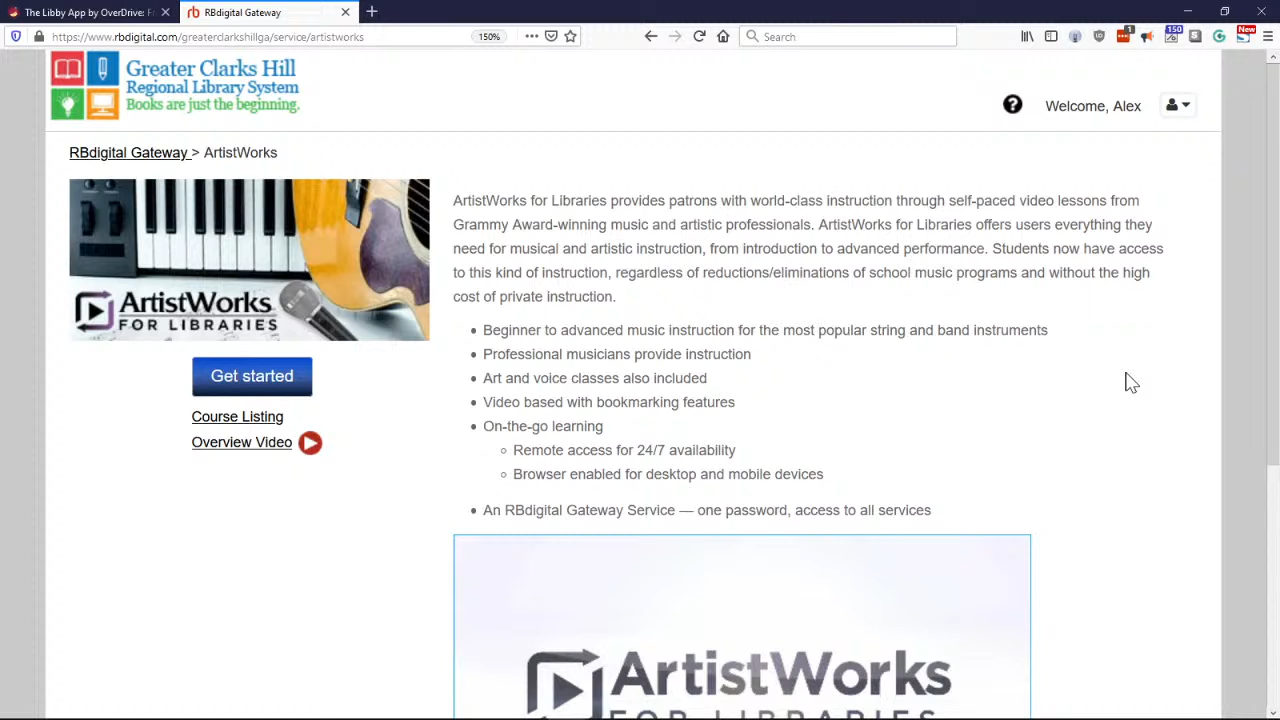 The Libby App by OverDrive: F
RBdigital Gateway
https://www.rbdigital.com/greaterclarkshillga/service/artistworks
150%
Search
1
150
New
Greater Clarks Hill
Regional Library System
Books are just the beginning.
Welcome, Alex
RBdigital Gateway > ArtistWorks
ArtistWorks
FOR LIBRARIES
Get started
Course Listing
Overview Video
ArtistWorks for Libraries provides patrons with world-class instruction through self-paced video lessons from
Grammy Award-winning music and artistic professionals. ArtistWorks for Libraries offers users everything they
need for musical and artistic instruction, from introduction to advanced performance. Students now have access
to this kind of instruction, regardless of reductions/eliminations of school music programs and without the high
cost of private instruction.
Beginner to advanced music instruction for the most popular string and band instruments
Professional musicians provide instruction
Art and voice classes also included
Video based with bookmarking features
On-the-go learning
Remote access for 24/7 availability
Browser enabled for desktop and mobile devices
An RBdigital Gateway Service — one password, access to all services
ArtistWorks
FOR LIBRARIES